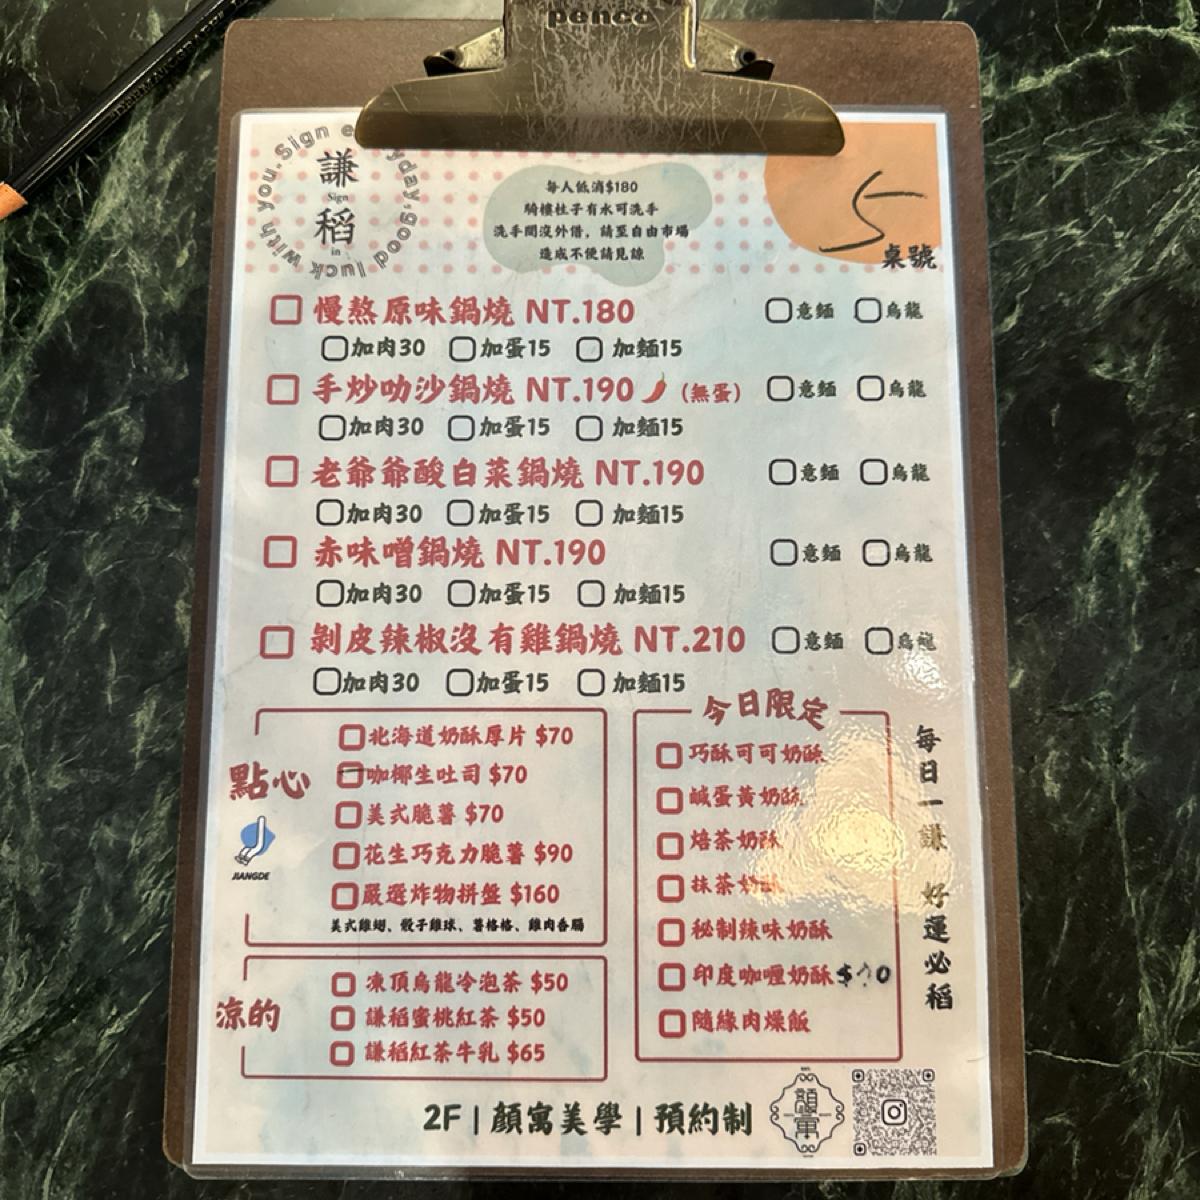 penco
Sign everyday,good luck with you.
謙
Sign
稻
in
每人低消$180
騎樓柱子有水可洗手
洗手間沒外借，請至自由市場
造成不便請見諒
5
桌號
慢熬原味鍋燒 NT.180 意麵 烏龍
加肉30 加蛋15 加麵15
手炒叻沙鍋燒 NT.190 (無蛋) 意麵 烏龍
加肉30 加蛋15 加麵15
老爺爺酸白菜鍋燒 NT.190 意麵 烏龍
加肉30 加蛋15 加麵15
赤味噌鍋燒 NT.190 意麵 烏龍
加肉30 加蛋15 加麵15
剝皮辣椒沒有雞鍋燒 NT.210 意麵 烏龍
加肉30 加蛋15 加麵15
點心
JIANGDE
北海道奶酥厚片 $70
咖椰生吐司 $70
美式脆薯 $70
花生巧克力脆薯 $90
嚴選炸物拼盤 $160
美式雞翅、骰子雞球、薯格格、雞肉香腸
涼的
凍頂烏龍冷泡茶 $50
謙稻蜜桃紅茶 $50
謙稻紅茶牛乳 $65
今日限定
巧酥可可奶酥
鹹蛋黃奶酥
焙茶奶酥
抹茶奶酥
秘制辣味奶酥
印度咖喱奶酥
隨緣肉燥飯
每日一謙 好運必稻
2F | 顏寓美學 | 預約制
顏寓